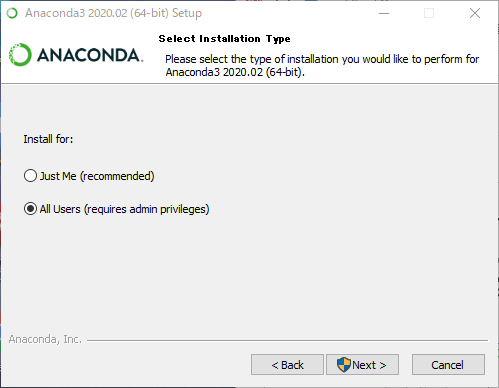 Anaconda3 2020.02 (64-bit) Setup
ANACONDA.
Select Installation Type
Please select the type of installation you would like to perform for
Anaconda3 2020.02 (64-bit).
Install for:
Just Me (recommended)
All Users (requires admin privileges)
Anaconda, Inc.
< Back
Next >
Cancel